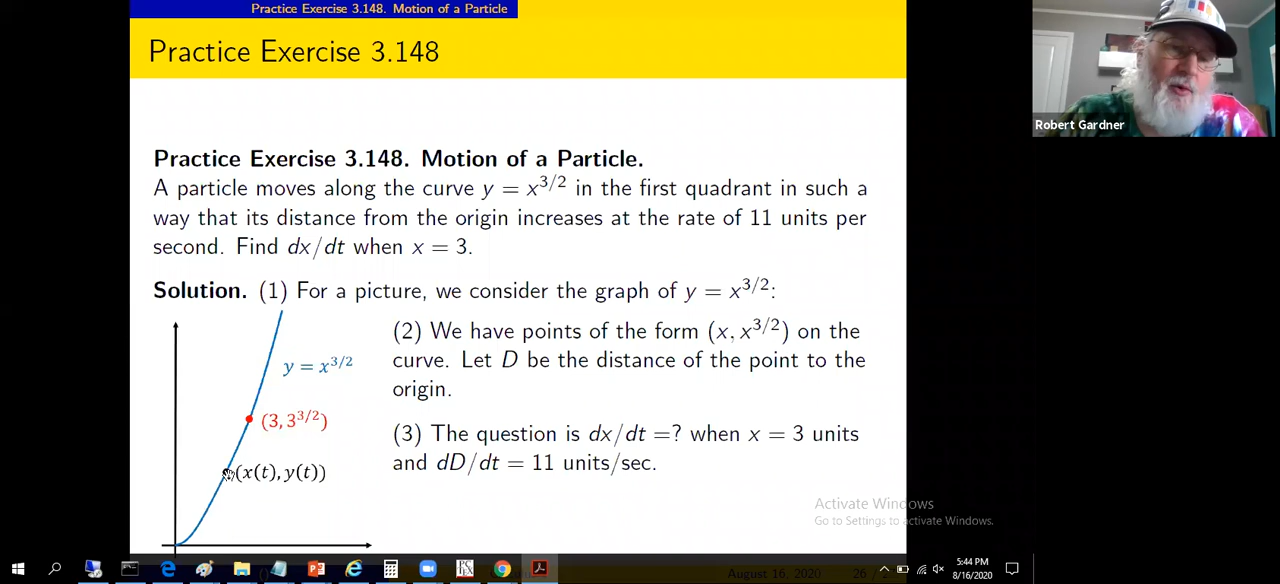 Practice Exercise 3.148. Motion of a Particle
Practice Exercise 3.148
Robert Gardner
Practice Exercise 3.148. Motion of a Particle.
A particle moves along the curve y = x^{3/2} in the first quadrant in such a
way that its distance from the origin increases at the rate of 11 units per
second. Find dx/dt when x = 3.
Solution. (1) For a picture, we consider the graph of y = x^{3/2}:
(2) We have points of the form (x, x^{3/2}) on the
curve. Let D be the distance of the point to the
origin.
y = x^{3/2}
(3, 3^{3/2})
(3) The question is dx/dt =? when x = 3 units
and dD/dt = 11 units/sec.
(x(t), y(t))
Activate Windows
Go to Settings to activate Windows.
August 16, 2020
26 /
5:44 PM
8/16/2020